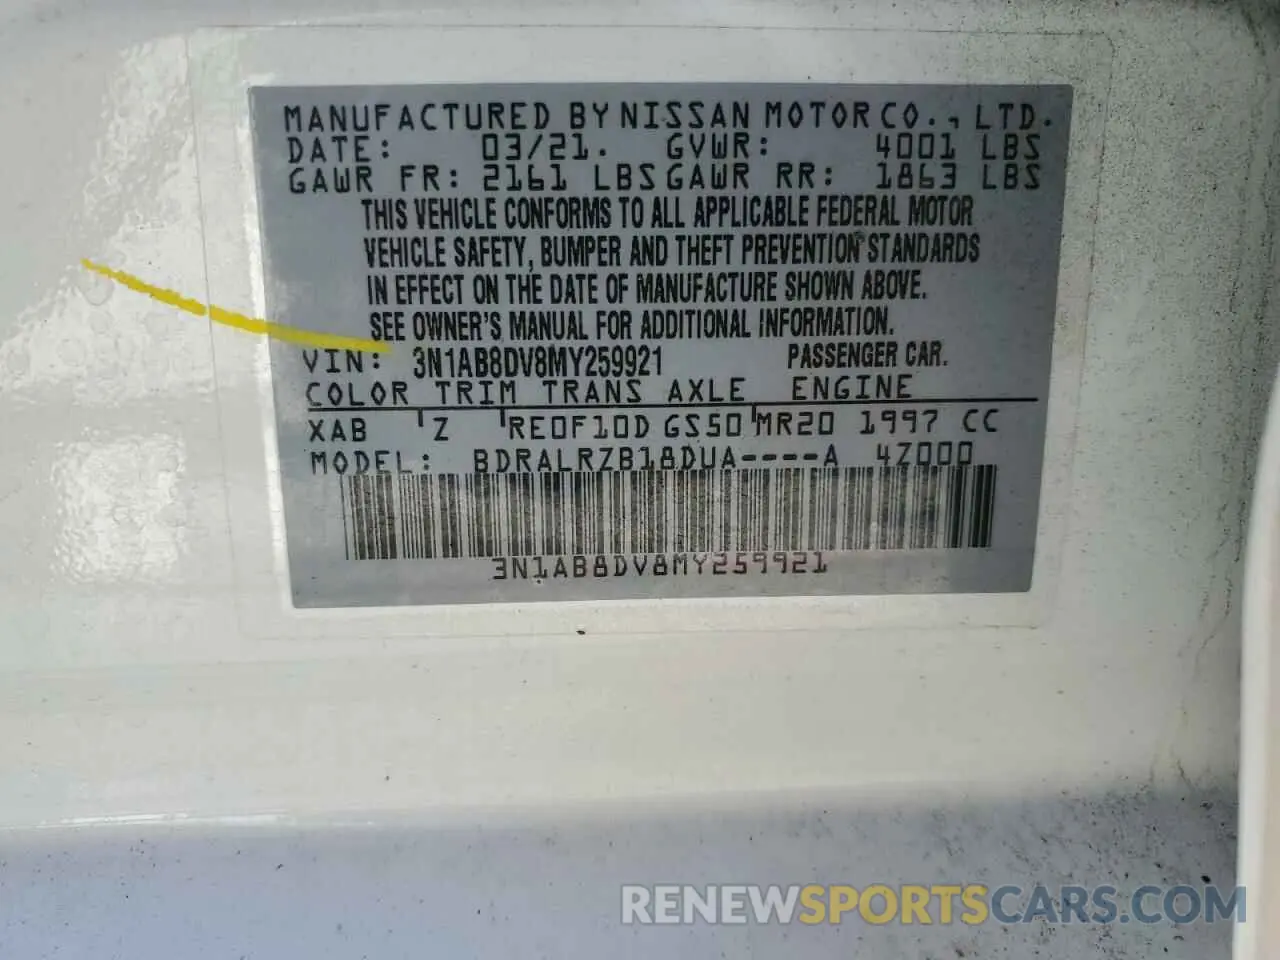 MANUFACTURED BY NISSAN MOTOR CO., LTD.
DATE: 03/21. GVWR: 4001 LBS
GAWR FR: 2161 LBS GAWR RR: 1863 LBS
THIS VEHICLE CONFORMS TO ALL APPLICABLE FEDERAL MOTOR
VEHICLE SAFETY, BUMPER AND THEFT PREVENTION STANDARDS
IN EFFECT ON THE DATE OF MANUFACTURE SHOWN ABOVE.
SEE OWNER'S MANUAL FOR ADDITIONAL INFORMATION.
VIN: 3N1AB8DV8MY259921 PASSENGER CAR.
COLOR TRIM TRANS AXLE ENGINE
XAB Z RE0F10D GS50 MR20 1997 CC
MODEL: BDRALRZB18DUA----A 4Z000
3N1AB8DV8MY259921
RENEWSPORTSCARS.COM